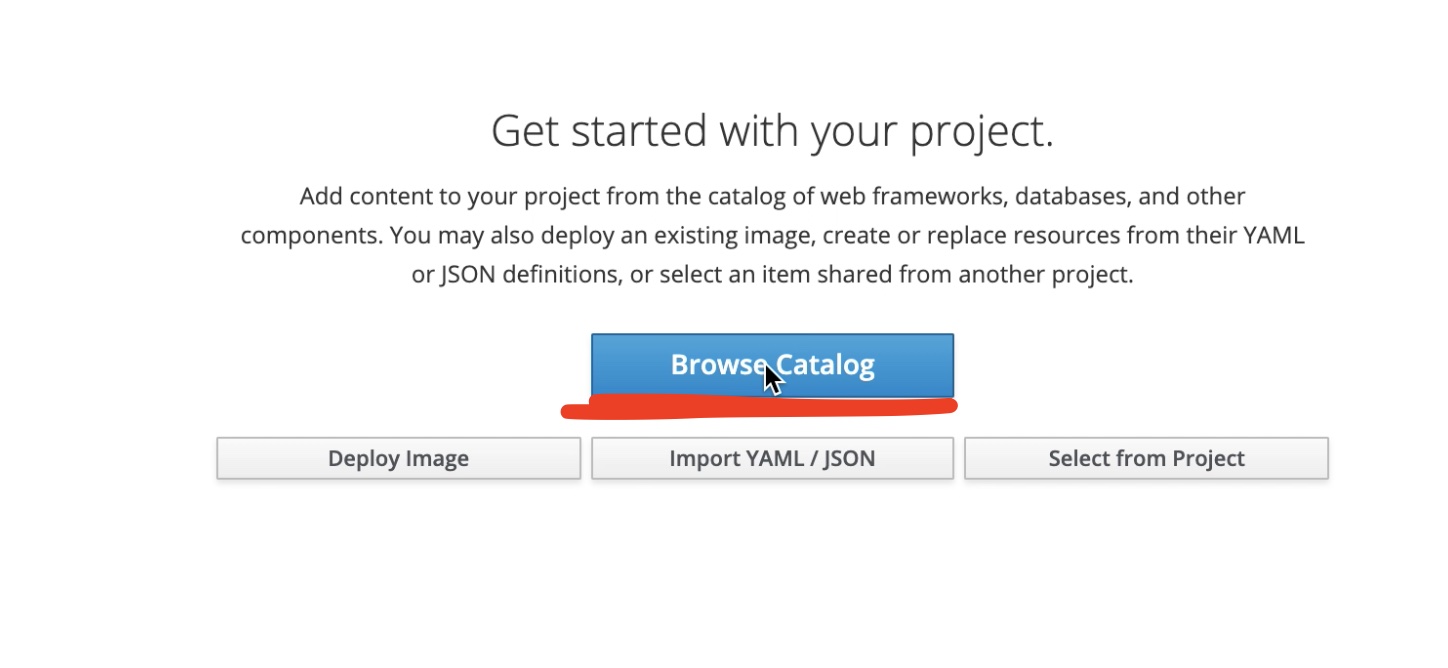 Get started with your project.
Add content to your project from the catalog of web frameworks, databases, and other
components. You may also deploy an existing image, create or replace resources from their YAML
or JSON definitions, or select an item shared from another project.
Browse Catalog
Deploy Image
Import YAML / JSON
Select from Project